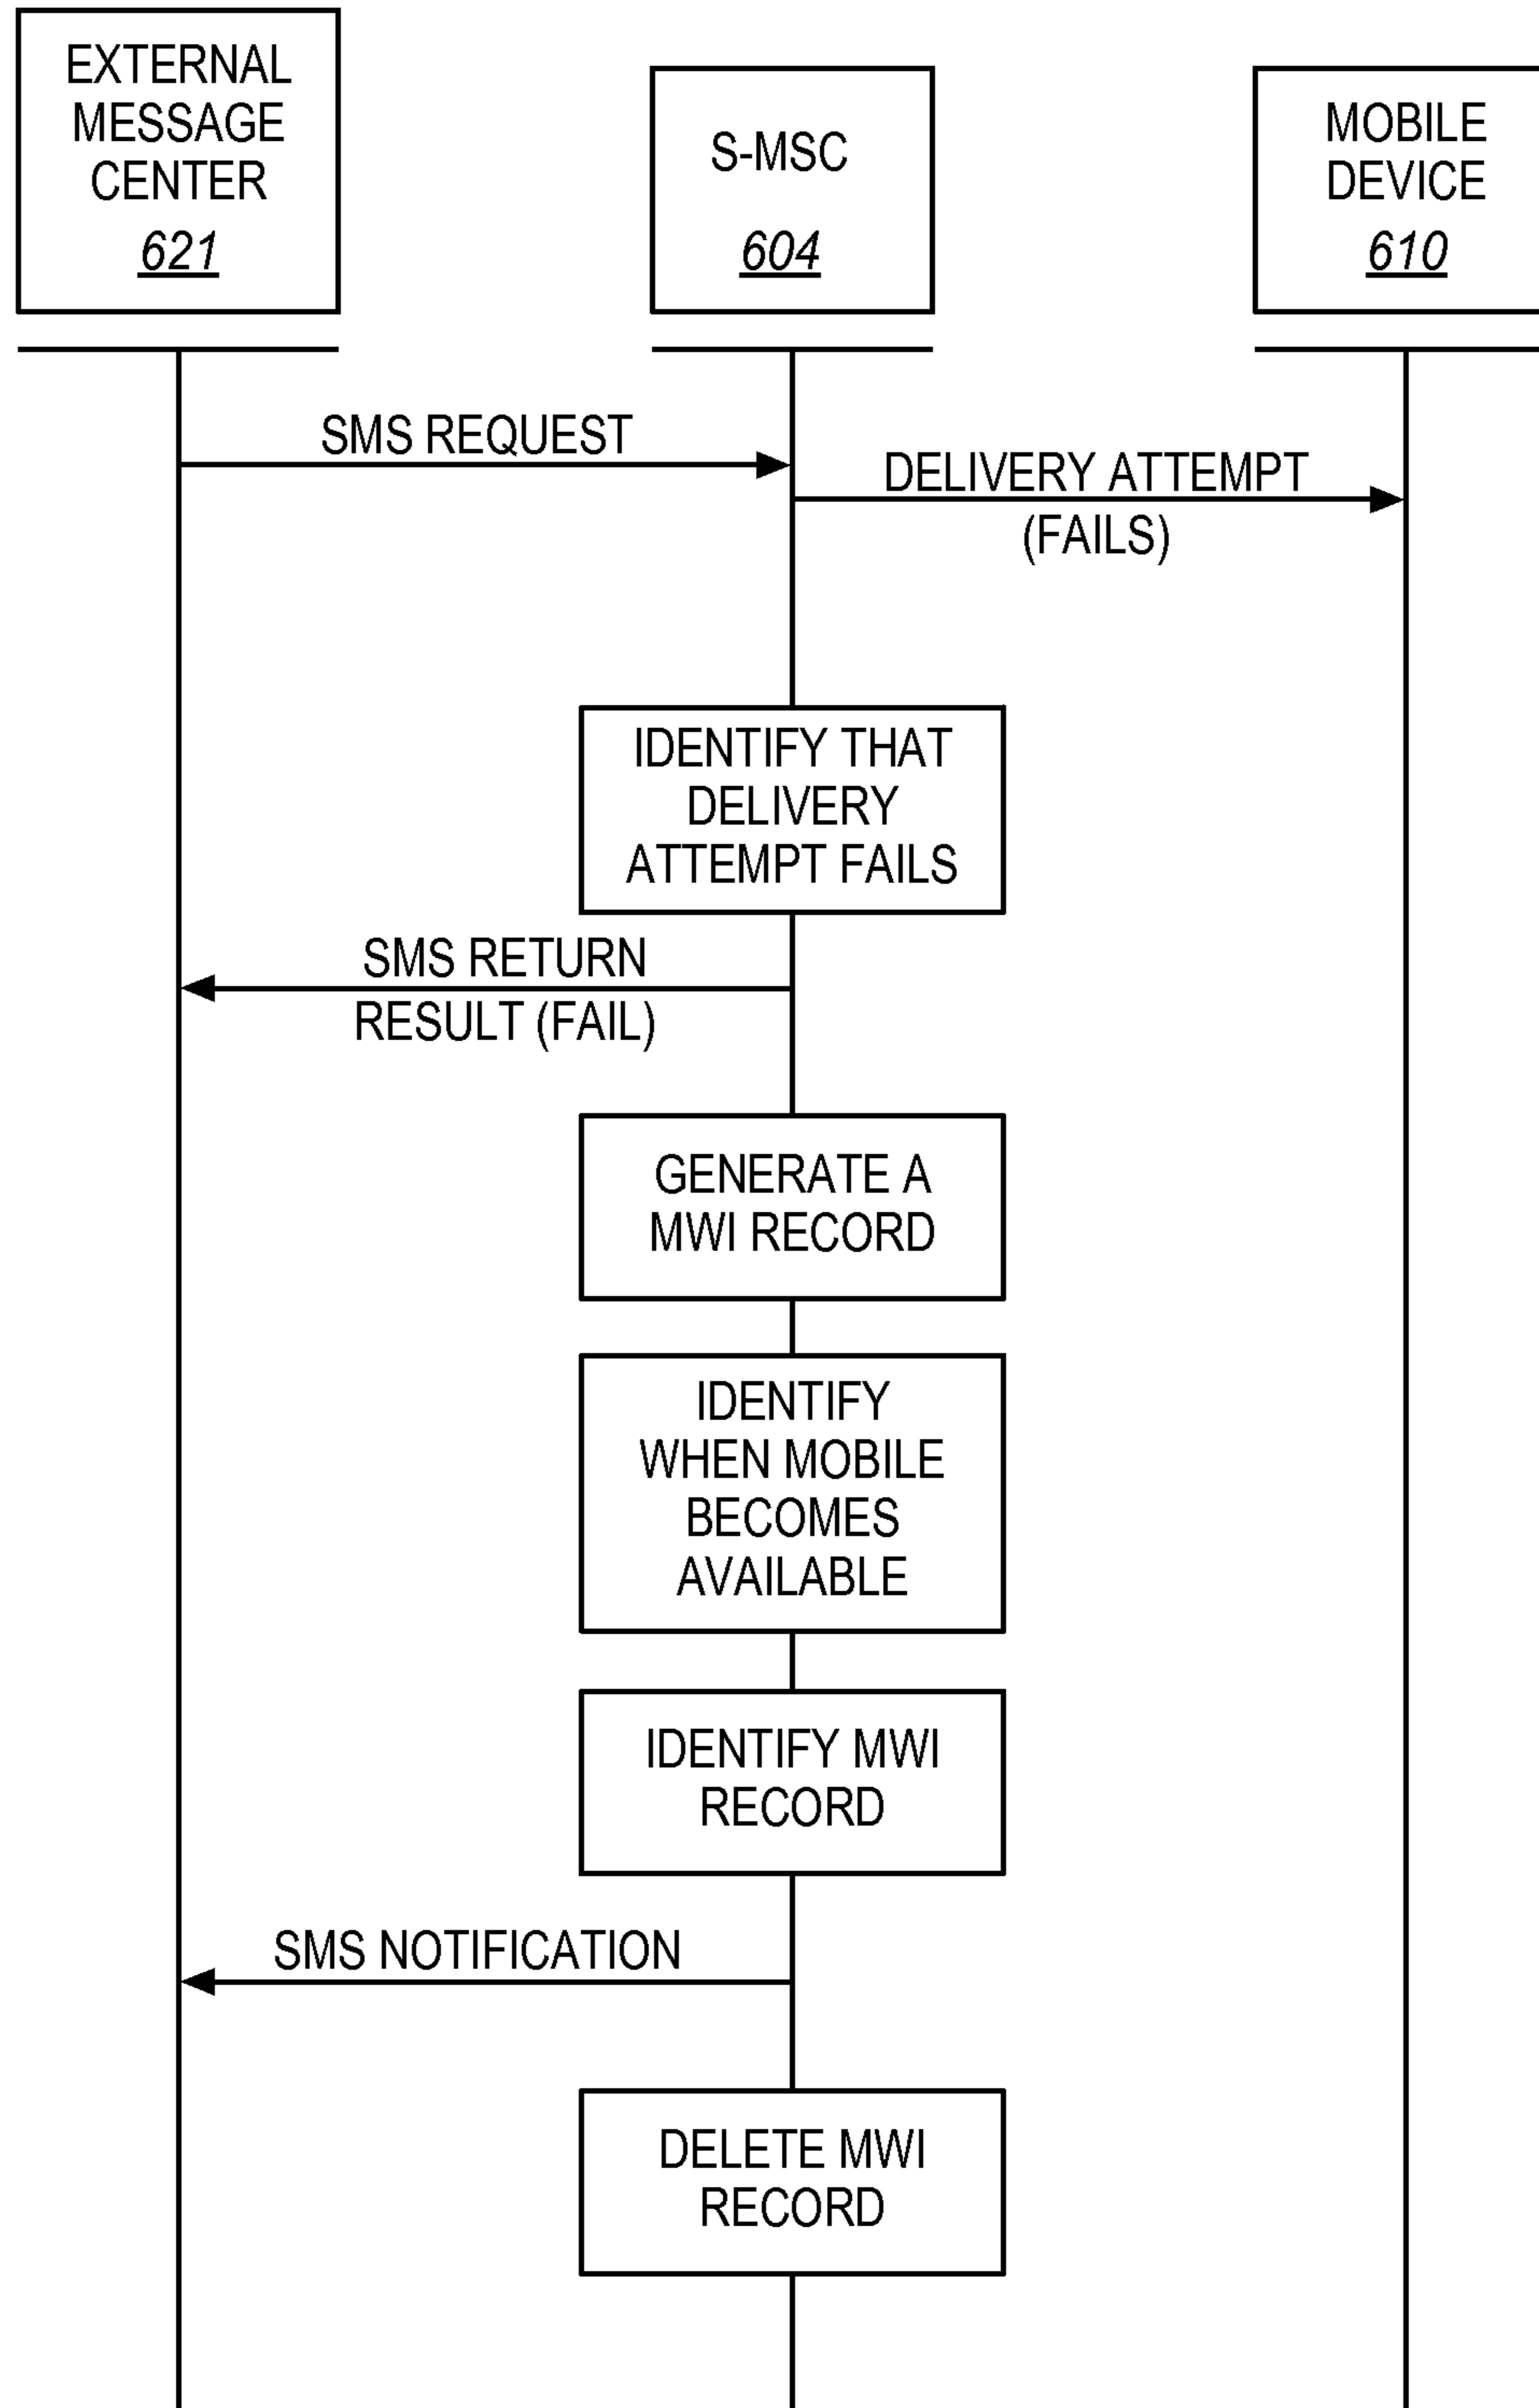 EXTERNAL
MESSAGE
CENTER
621
S-MSC
604
MOBILE
DEVICE
610
SMS REQUEST
DELIVERY ATTEMPT
(FAILS)
IDENTIFY THAT
DELIVERY
ATTEMPT FAILS
SMS RETURN
RESULT (FAIL)
GENERATE A
MWI RECORD
IDENTIFY
WHEN MOBILE
BECOMES
AVAILABLE
IDENTIFY MWI
RECORD
SMS NOTIFICATION
DELETE MWI
RECORD